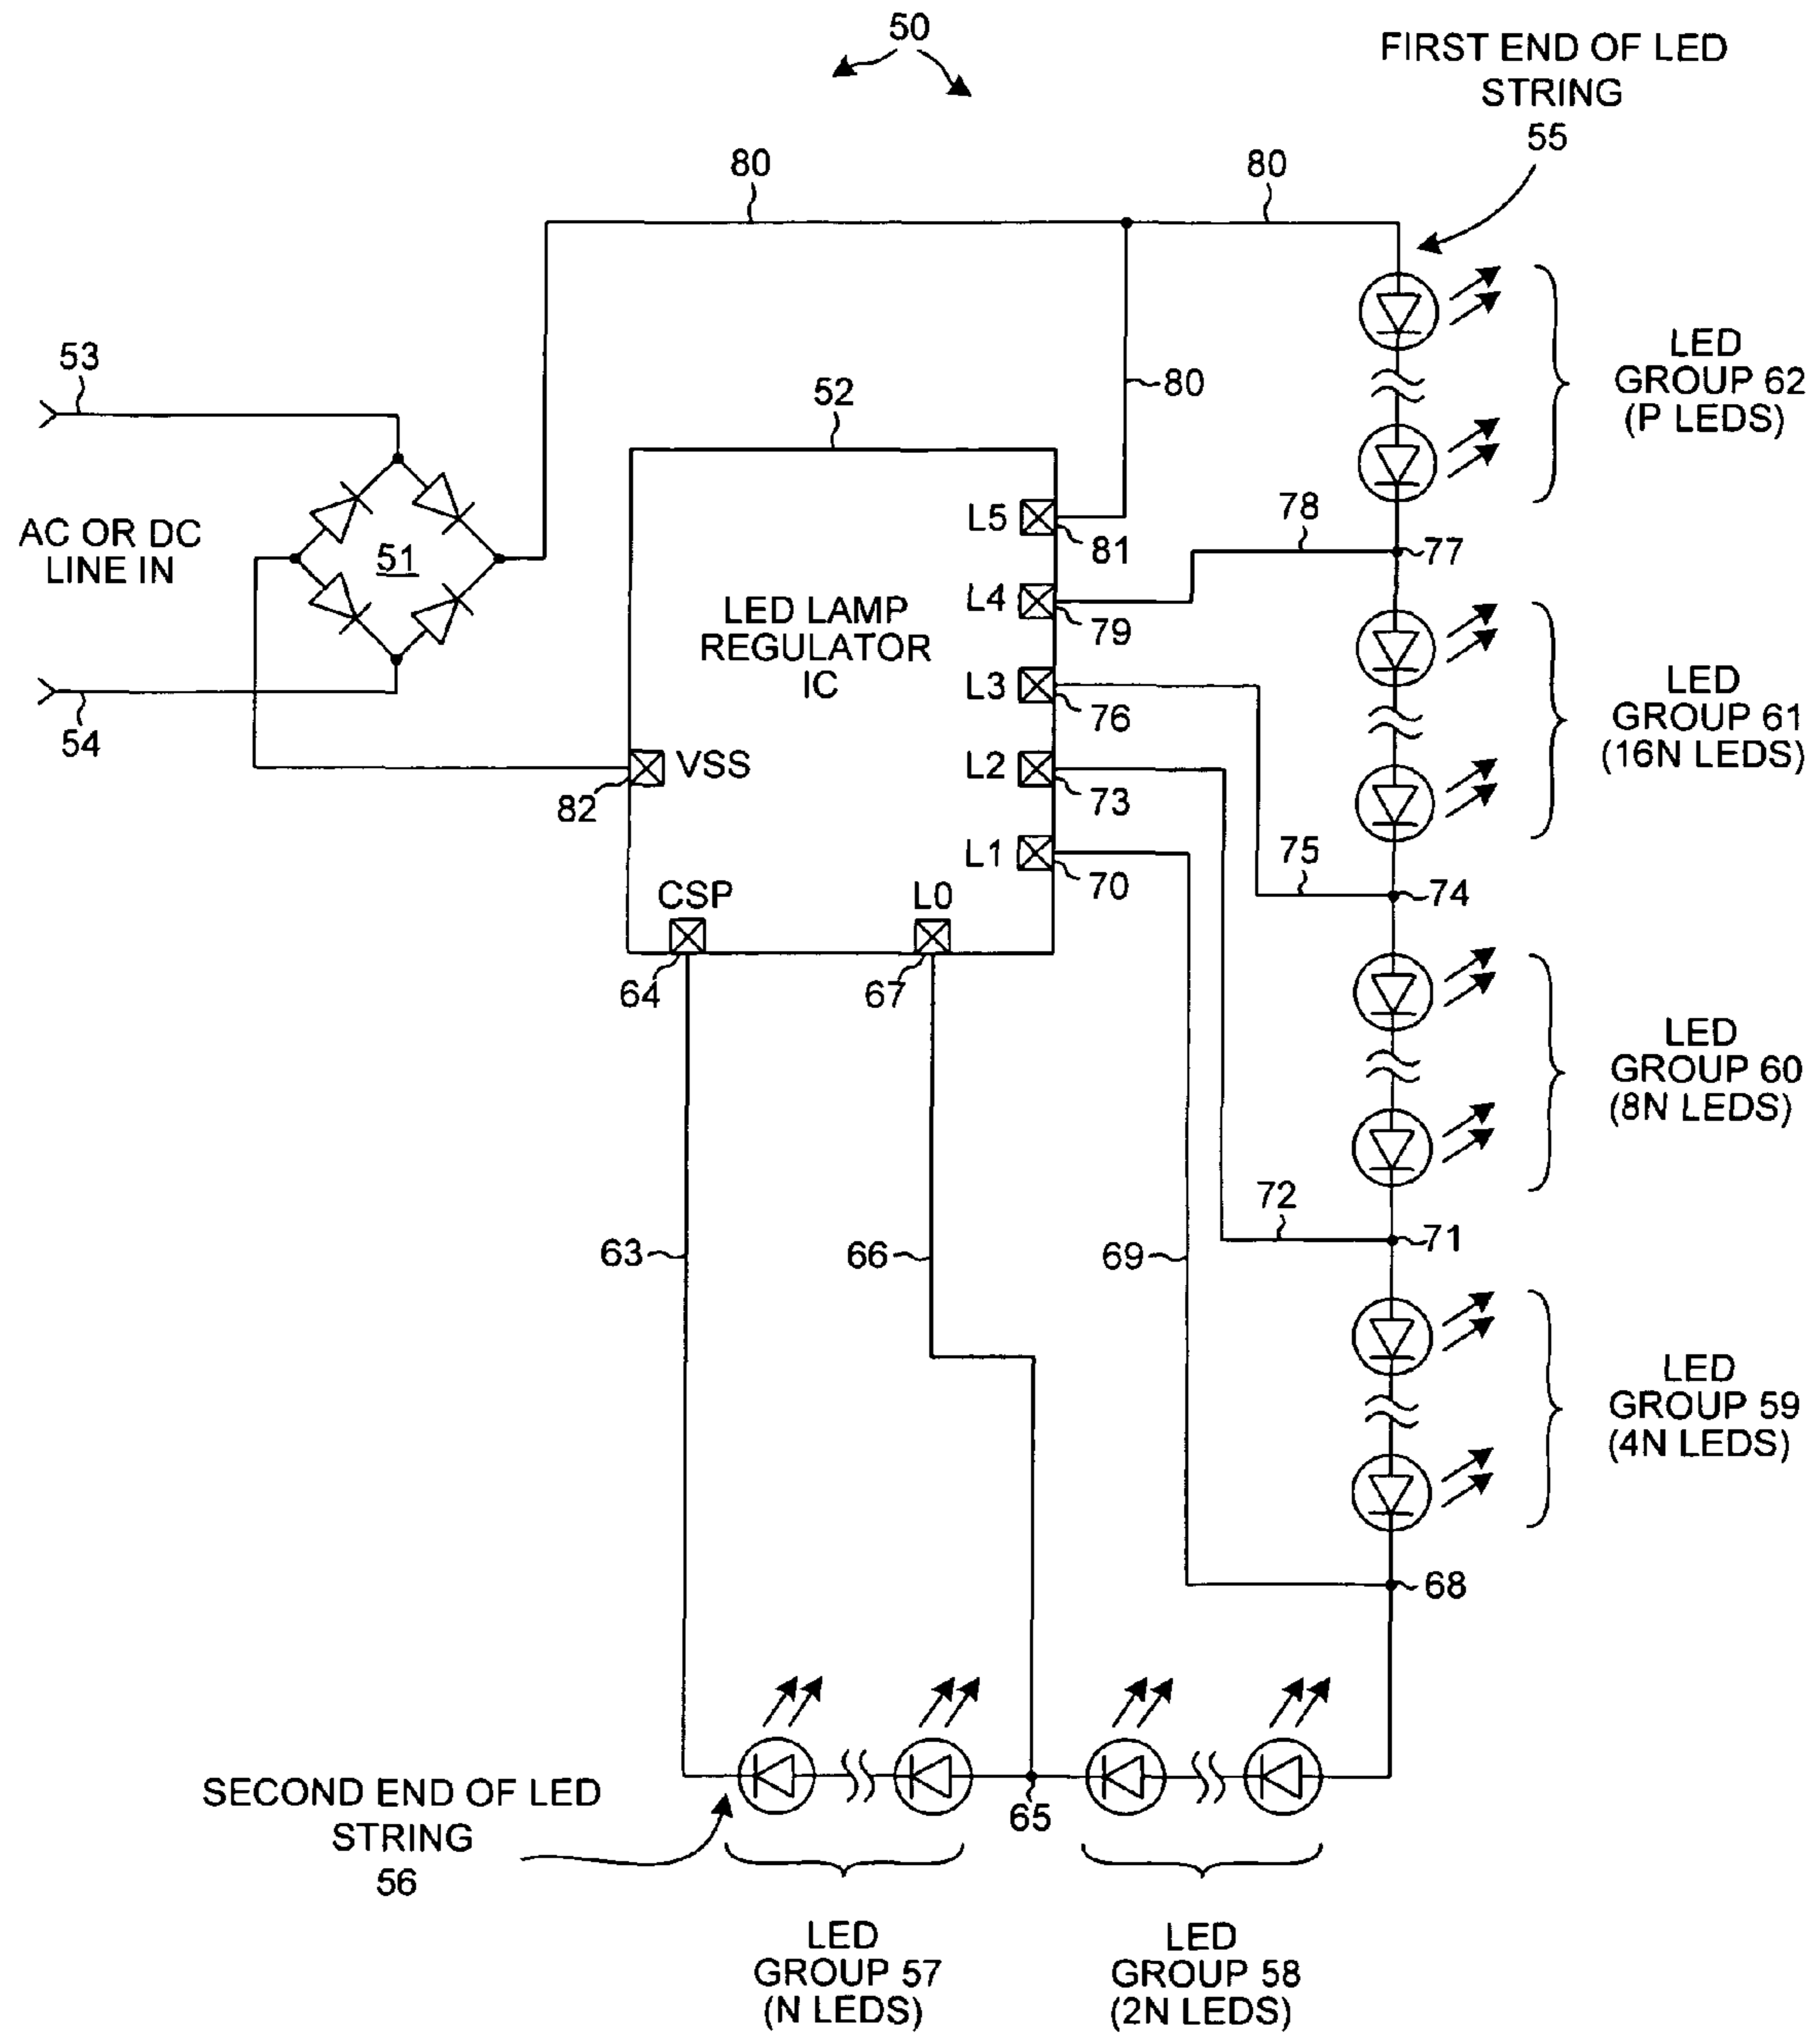 50
FIRST END OF LED
STRING
55
80
80
53
52
80
LED
GROUP 62
(P LEDS)
AC OR DC
LINE IN
51
54
LED LAMP
REGULATOR
IC
L5
81
L4
79
L3
76
L2
73
L1
70
VSS
82
CSP
64
L0
67
78
77
LED
GROUP 61
(16N LEDS)
75
74
LED
GROUP 60
(8N LEDS)
72
71
63
66
69
LED
GROUP 59
(4N LEDS)
68
SECOND END OF LED
STRING
56
65
LED
GROUP 57
(N LEDS)
LED
GROUP 58
(2N LEDS)